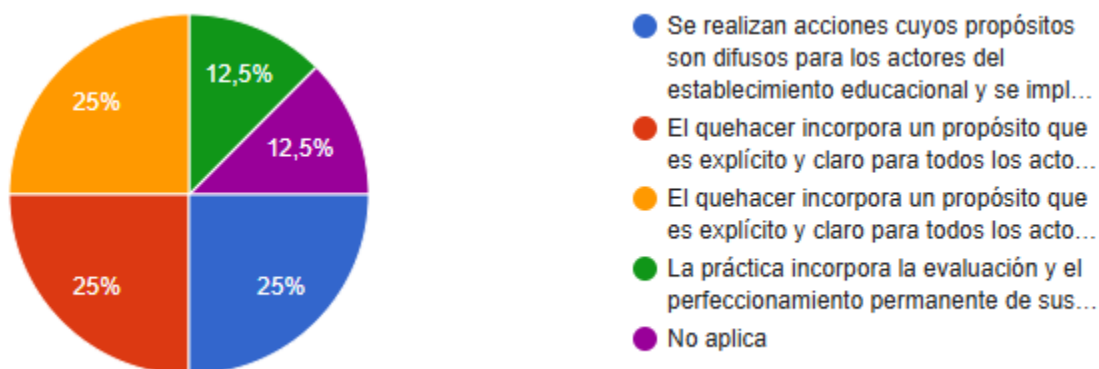 12,5%
25%
12,5%
25%
25%
Se realizan acciones cuyos propósitos
son difusos para los actores del
establecimiento educacional y se impl...
El quehacer incorpora un propósito que
es explícito y claro para todos los acto...
El quehacer incorpora un propósito que
es explícito y claro para todos los acto...
La práctica incorpora la evaluación y el
perfeccionamiento permanente de sus...
No aplica